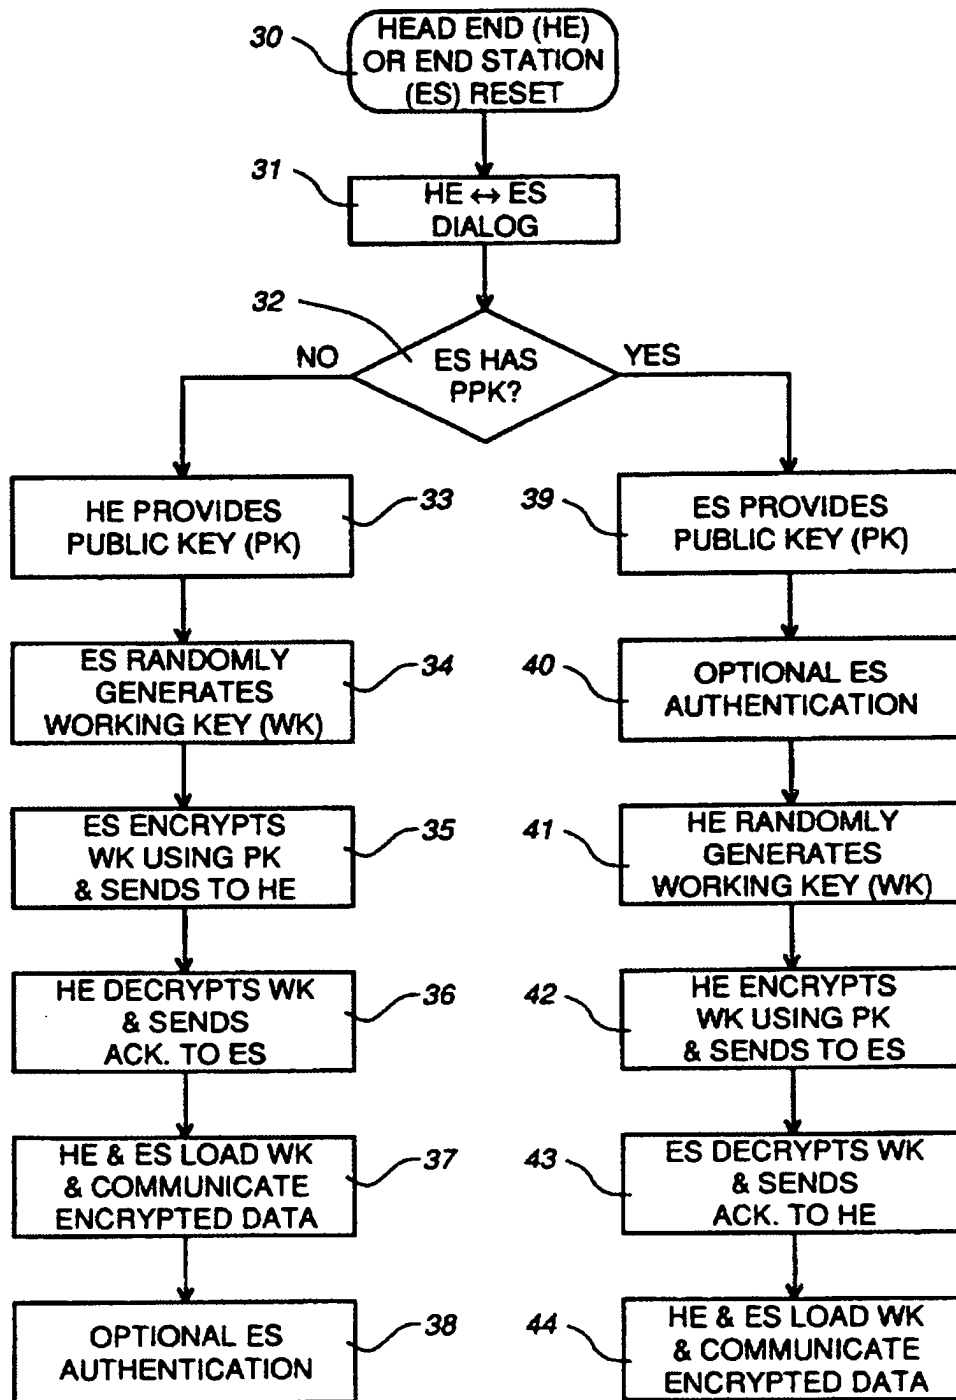 30
HEAD END (HE)
OR END STATION
(ES) RESET
31
HE ↔ ES
DIALOG
32
NO
ES HAS
PPK?
YES
HE PROVIDES
PUBLIC KEY (PK)
33
ES RANDOMLY
GENERATES
WORKING KEY (WK)
34
ES ENCRYPTS
WK USING PK
& SENDS TO HE
35
HE DECRYPTS WK
& SENDS
ACK. TO ES
36
HE & ES LOAD WK
& COMMUNICATE
ENCRYPTED DATA
37
OPTIONAL ES
AUTHENTICATION
38
39
ES PROVIDES
PUBLIC KEY (PK)
40
OPTIONAL ES
AUTHENTICATION
41
HE RANDOMLY
GENERATES
WORKING KEY (WK)
42
HE ENCRYPTS
WK USING PK
& SENDS TO ES
43
ES DECRYPTS WK
& SENDS
ACK. TO HE
44
HE & ES LOAD WK
& COMMUNICATE
ENCRYPTED DATA